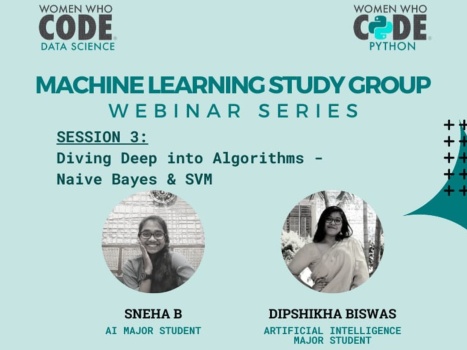 WOMEN WHO
CODE
DATA SCIENCE
WOMEN WHO
CODE
PYTHON
MACHINE LEARNING STUDY GROUP
WEBINAR SERIES
SESSION 3:
Diving Deep into Algorithms –
Naive Bayes & SVM
SNEHA B
AI MAJOR STUDENT
DIPSHIKHA BISWAS
ARTIFICIAL INTELLIGENCE
MAJOR STUDENT